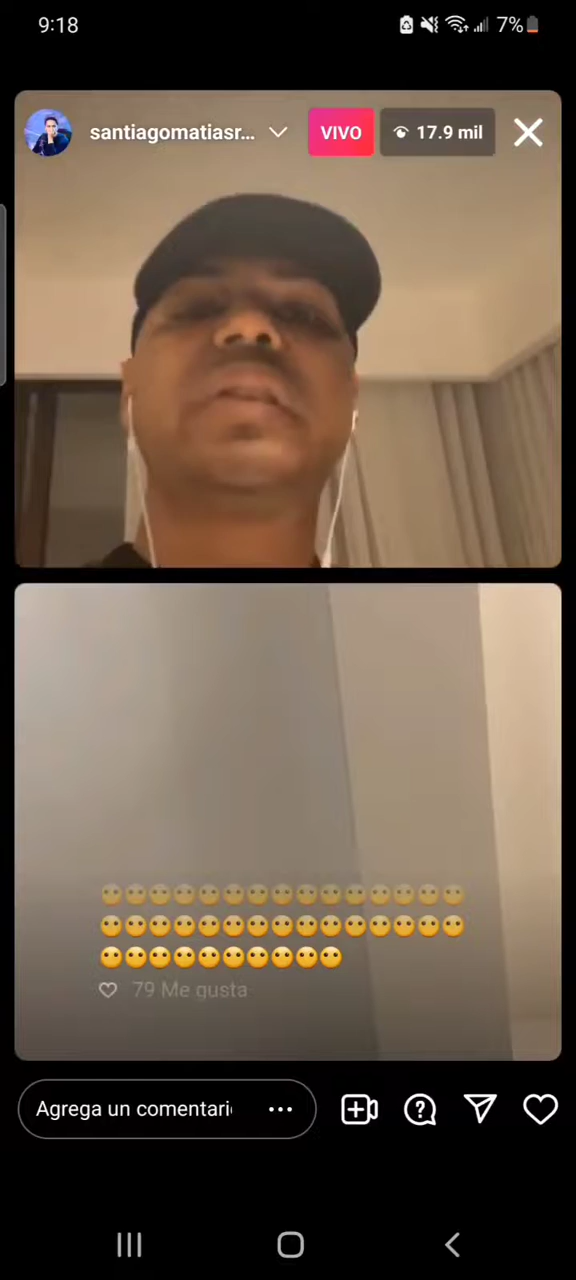 9:18
7%
santiagomatiasr...
VIVO
17.9 mil
79 Me gusta
Agrega un comentari